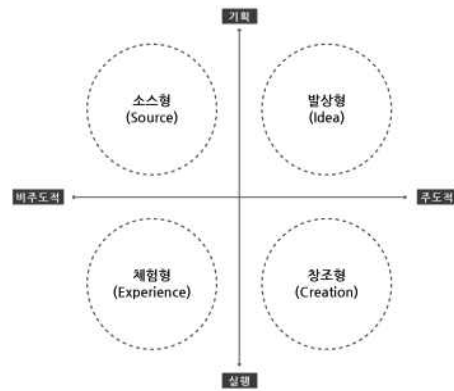 기획
소스형
(Source)
발상형
(Idea)
비주도적
주도적
체험형
(Experience)
창조형
(Creation)
실행